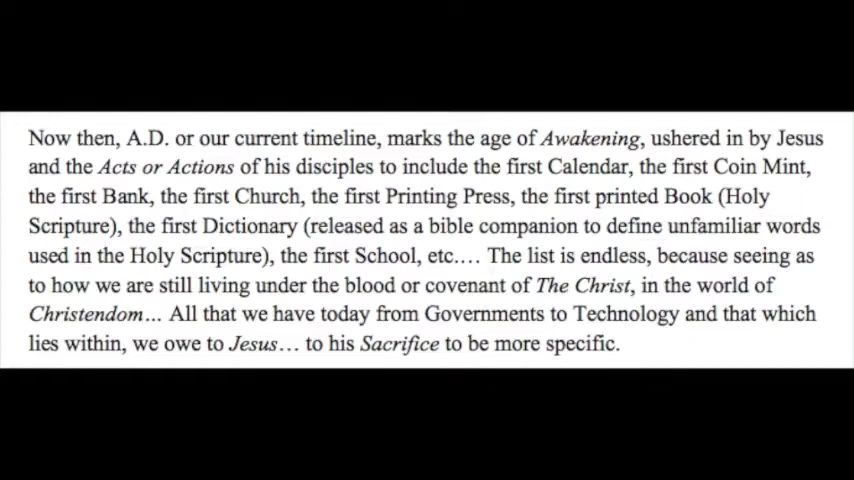 Now then, A.D. or our current timeline, marks the age of Awakening, ushered in by Jesus
and the Acts or Actions of his disciples to include the first Calendar, the first Coin Mint,
the first Bank, the first Church, the first Printing Press, the first printed Book (Holy
Scripture), the first Dictionary (released as a bible companion to define unfamiliar words
used in the Holy Scripture), the first School, etc.… The list is endless, because seeing as
to how we are still living under the blood or covenant of The Christ, in the world of
Christendom... All that we have today from Governments to Technology and that which
lies within, we owe to Jesus… to his Sacrifice to be more specific.